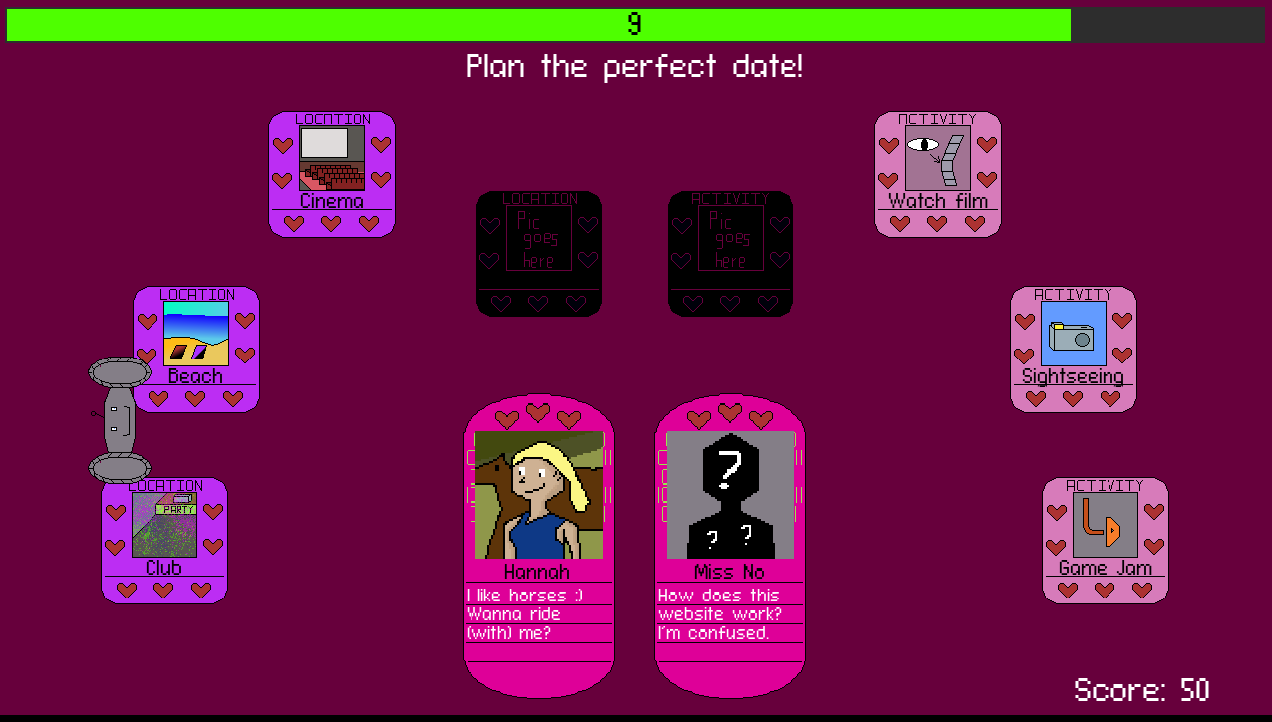 9
Plan the perfect date!
LOCATION
Cinema
ACTIVITY
Watch film
LOCATION
Pic
goes
here
ACTIVITY
Pic
goes
here
LOCATION
Beach
ACTIVITY
Sightseeing
LOCATION
PARTY
Club
ACTIVITY
Game Jam
Hannah
I like horses :)
Wanna ride
(with) me?
?
? ?
Miss No
How does this
website work?
I'm confused.
Score: 50